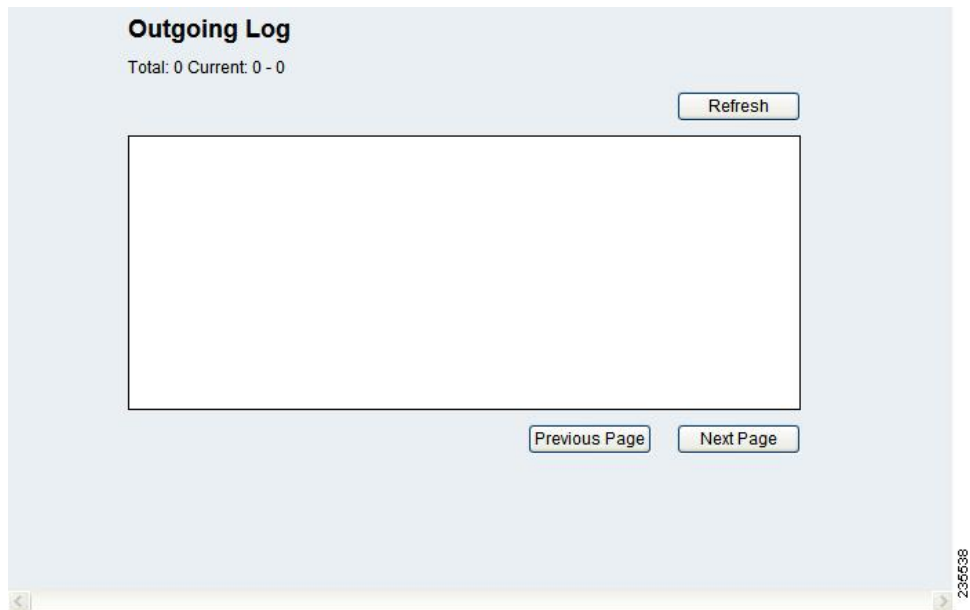 Outgoing Log
Total: 0 Current: 0 - 0
Refresh
Previous Page Next Page
235538